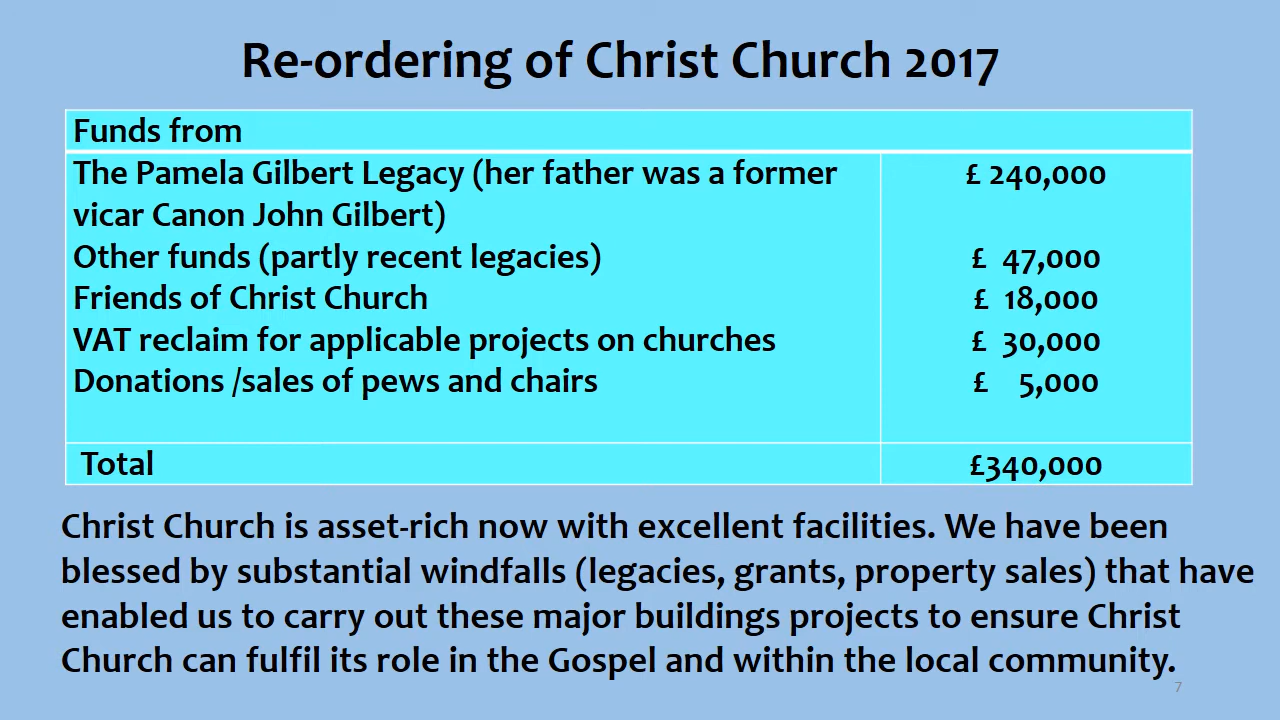 Re-ordering of Christ Church 2017
Funds from
The Pamela Gilbert Legacy (her father was a former £ 240,000
vicar Canon John Gilbert)
Other funds (partly recent legacies) £ 47,000
Friends of Christ Church £ 18,000
VAT reclaim for applicable projects on churches £ 30,000
Donations /sales of pews and chairs £ 5,000
Total £340,000
Christ Church is asset-rich now with excellent facilities. We have been
blessed by substantial windfalls (legacies, grants, property sales) that have
enabled us to carry out these major buildings projects to ensure Christ
Church can fulfil its role in the Gospel and within the local community.
7